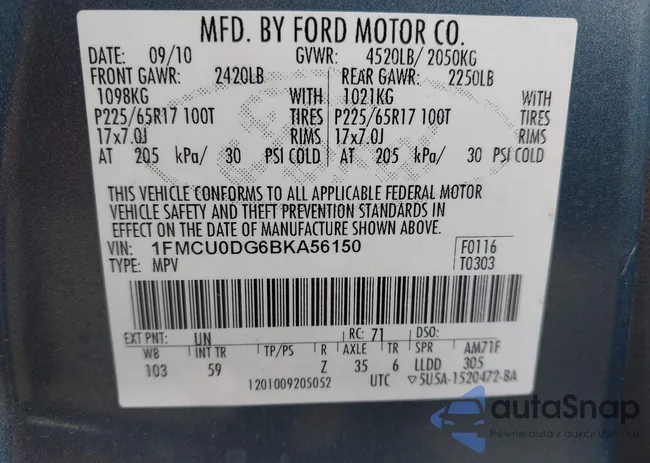 MFD. BY FORD MOTOR CO.
DATE: 09/10 GVWR: 4520LB/ 2050KG
FRONT GAWR: 2420LB REAR GAWR: 2250LB
1098KG WITH 1021KG WITH
P225/65R17 100T TIRES P225/65R17 100T TIRES
17x7.0J RIMS 17x7.0J RIMS
AT 205 kPa/ 30 PSI COLD AT 205 kPa/ 30 PSI COLD
THIS VEHICLE CONFORMS TO ALL APPLICABLE FEDERAL MOTOR
VEHICLE SAFETY AND THEFT PREVENTION STANDARDS IN
EFFECT ON THE DATE OF MANUFACTURE SHOWN ABOVE.
VIN: 1FMCU0DG6BKA56150 F0116
TYPE: MPV T0303
EXT PNT: UN RC: 71 DSO:
WB INT TR TP/PS R AXLE TR SPR AM71F
103 59 Z 35 6 LLDD 305
1201009205052 UTC ▽5U5A-1520472-BA
autaSnap
Pewne auta z aukcji